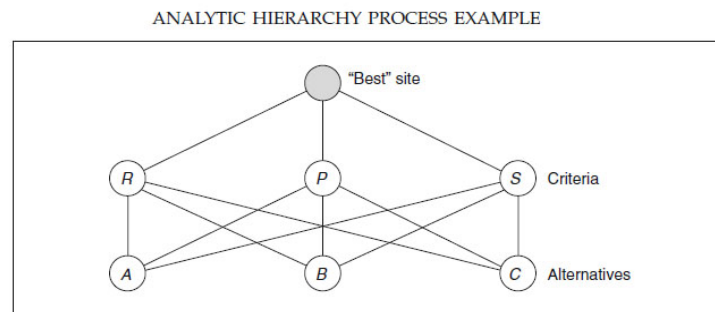 ANALYTIC HIERARCHY PROCESS EXAMPLE
“Best” site
R P S Criteria
A B C Alternatives